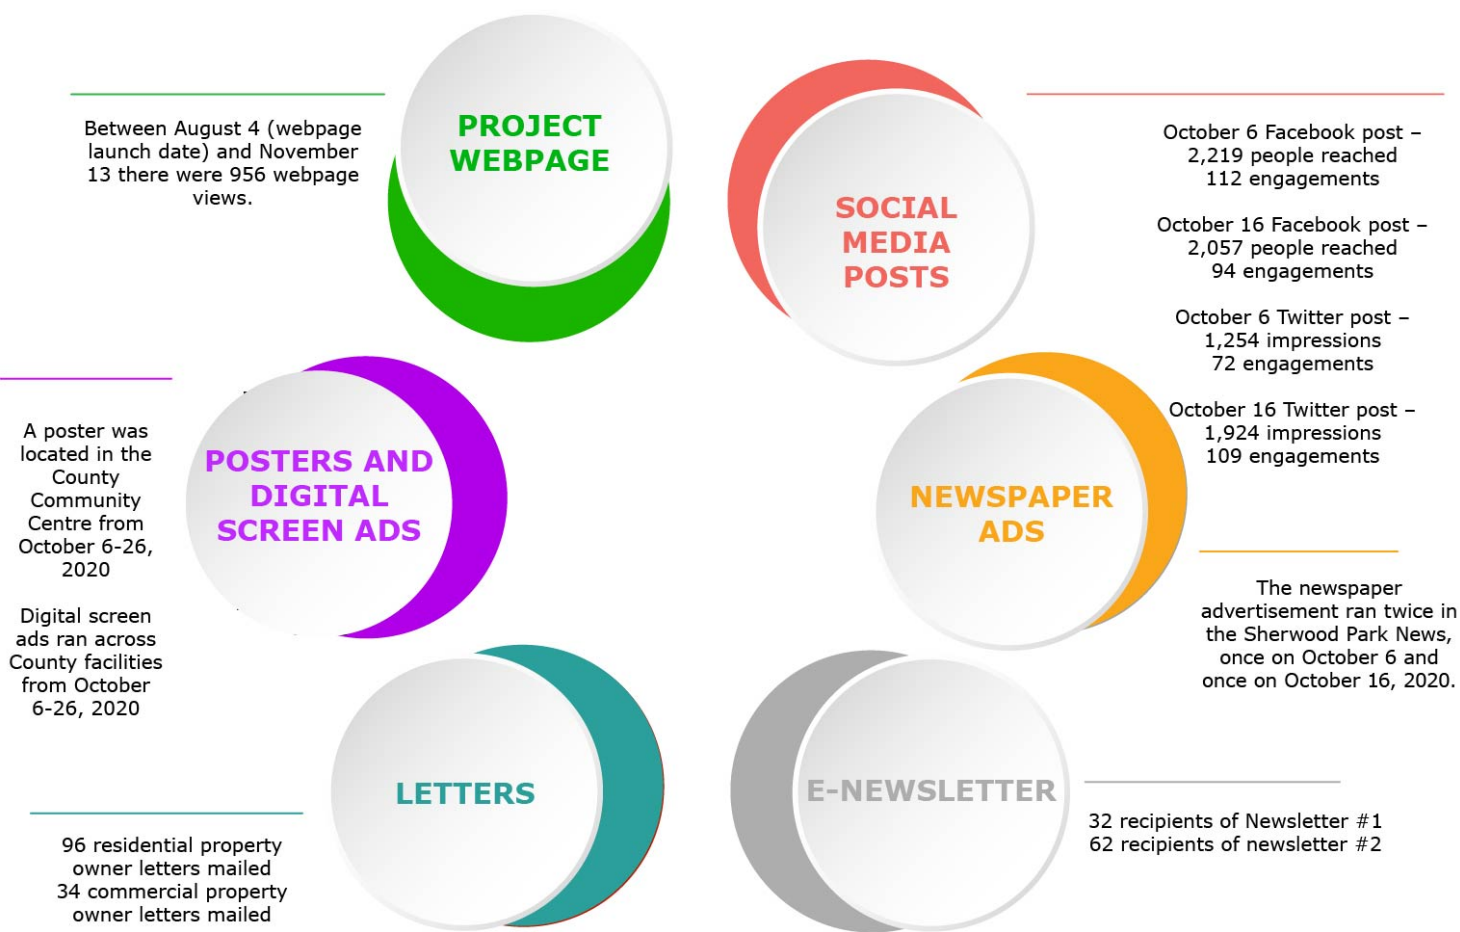 PROJECT
WEBPAGE
Between August 4 (webpage
launch date) and November
13 there were 956 webpage
views.
SOCIAL
MEDIA
POSTS
October 6 Facebook post –
2,219 people reached
112 engagements
October 16 Facebook post –
2,057 people reached
94 engagements
October 6 Twitter post –
1,254 impressions
72 engagements
October 16 Twitter post –
1,924 impressions
109 engagements
POSTERS AND
DIGITAL
SCREEN ADS
A poster was
located in the
County
Community
Centre from
October 6-26,
2020
Digital screen
ads ran across
County facilities
from October
6-26, 2020
NEWSPAPER
ADS
The newspaper
advertisement ran twice in
the Sherwood Park News,
once on October 6 and
once on October 16, 2020.
LETTERS
96 residential property
owner letters mailed
34 commercial property
owner letters mailed
E-NEWSLETTER
32 recipients of Newsletter #1
62 recipients of newsletter #2